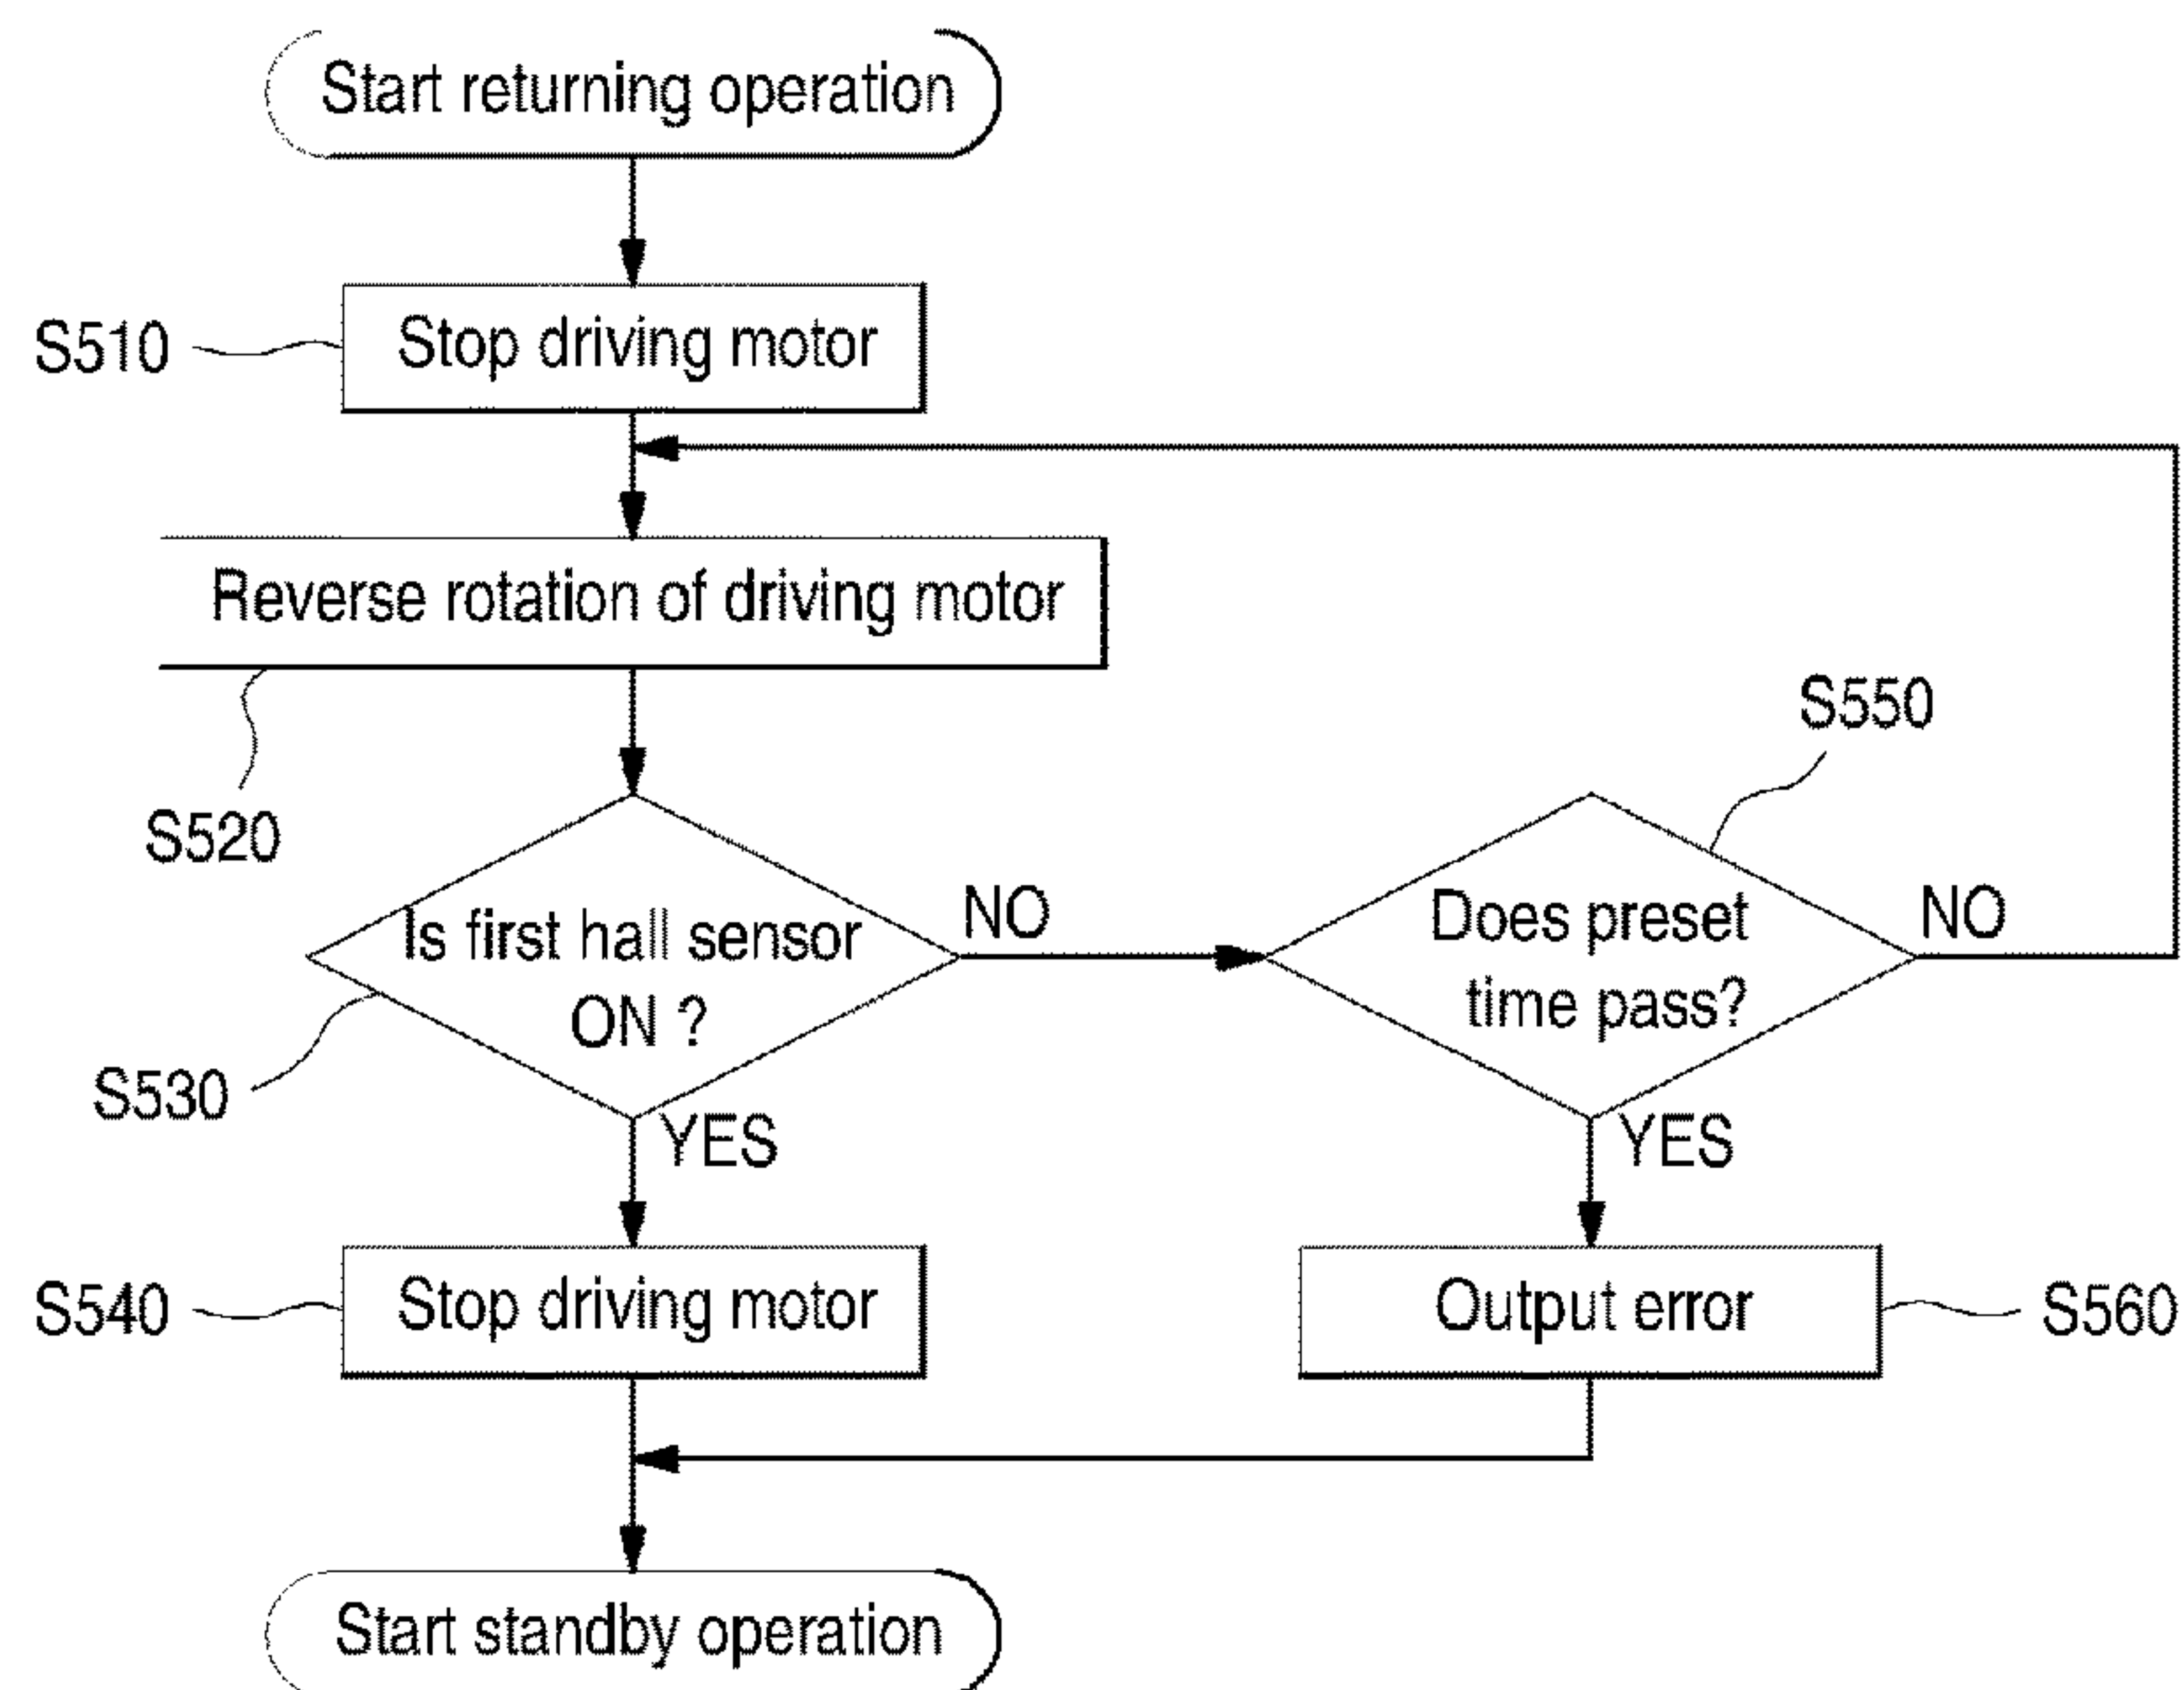 Start returning operation
S510
Stop driving motor
Reverse rotation of driving motor
S520
S550
Is first hall sensor
ON ?
NO
Does preset
time pass?
NO
S530
YES
YES
S540
Stop driving motor
Output error
S560
Start standby operation